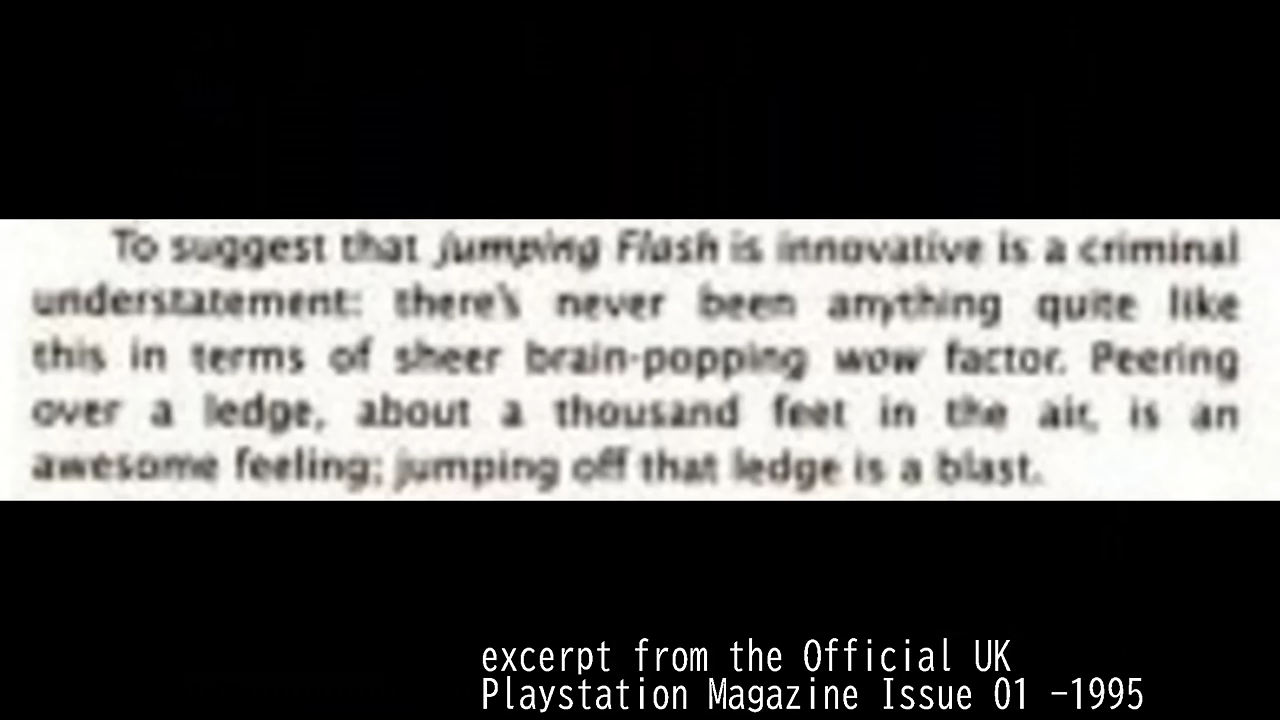 To suggest that Jumping Flash is innovative is a criminal
understatement: there's never been anything quite like
this in terms of sheer brain-popping wow factor. Peering
over a ledge, about a thousand feet in the air, is an
awesome feeling; jumping off that ledge is a blast.
excerpt from the Official UK
Playstation Magazine Issue 01 -1995